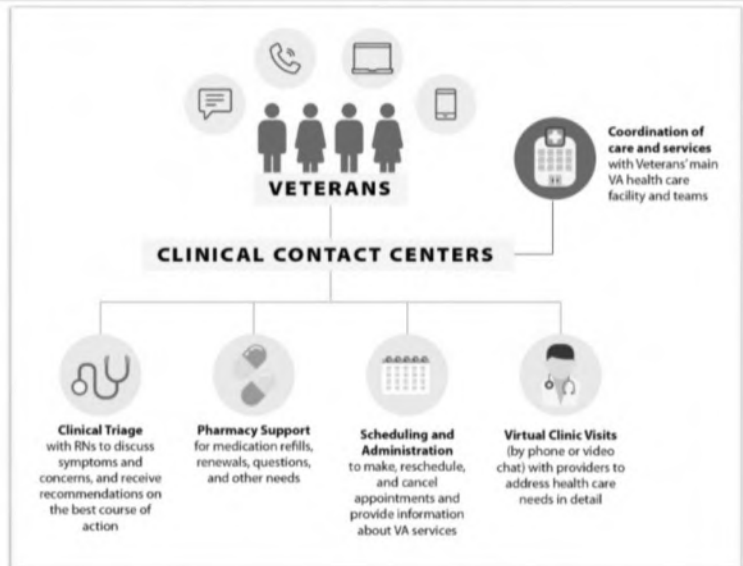 VETERANS
Coordination of
care and services
with Veterans' main
VA health care
facility and teams
CLINICAL CONTACT CENTERS
Clinical Triage
with RNs to discuss
symptoms and
concerns, and receive
recommendations on
the best course of
action
Pharmacy Support
for medication refills,
renewals, questions,
and other needs
Scheduling and
Administration
to make, reschedule,
and cancel
appointments and
provide information
about VA services
Virtual Clinic Visits
(by phone or video
chat) with providers to
address health care
needs in detail